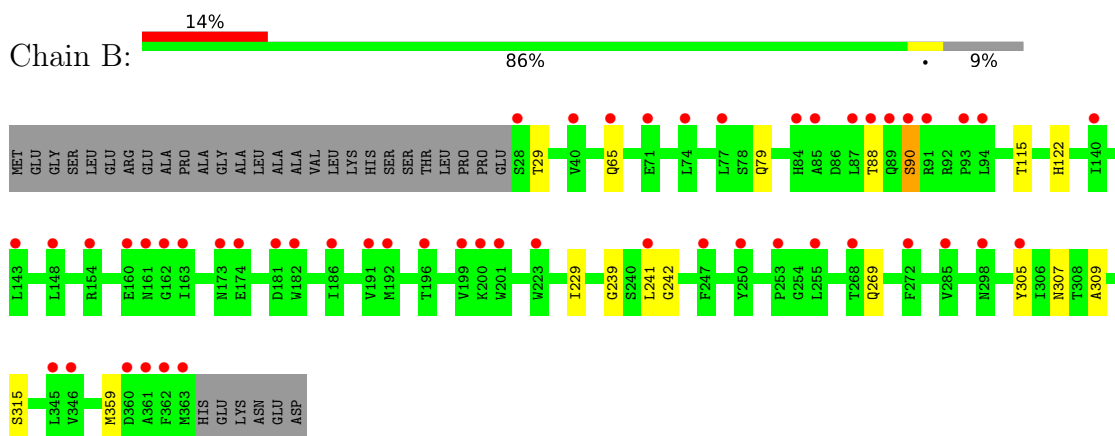 14%
Chain B:
86% • 9%
MET GLU GLY SER LEU GLU ARG GLU ALA PRO ALA GLY ALA LEU ALA ALA VAL LEU LYS HIS SER SER THR LEU PRO PRO GLU S28 T29 V40 Q65 E71 L74 L77 S78 Q79 H84 A85 D86 L87 T88 Q89 S90 R91 R92 P93 L94 T115 H122 I140
L143 L148 R154 E160 N161 G162 I163 N173 E174 D181 W182 I186 V191 M192 T196 V199 K200 W201 W223 I229 G239 S240 L241 G242 F247 Y250 P253 G254 L255 T268 Q269 F272 V285 N298 Y305 I306 N307 T308 A309
S315 L345 V346 M359 D360 A361 F362 M363 HIS GLU LYS ASN GLU ASP